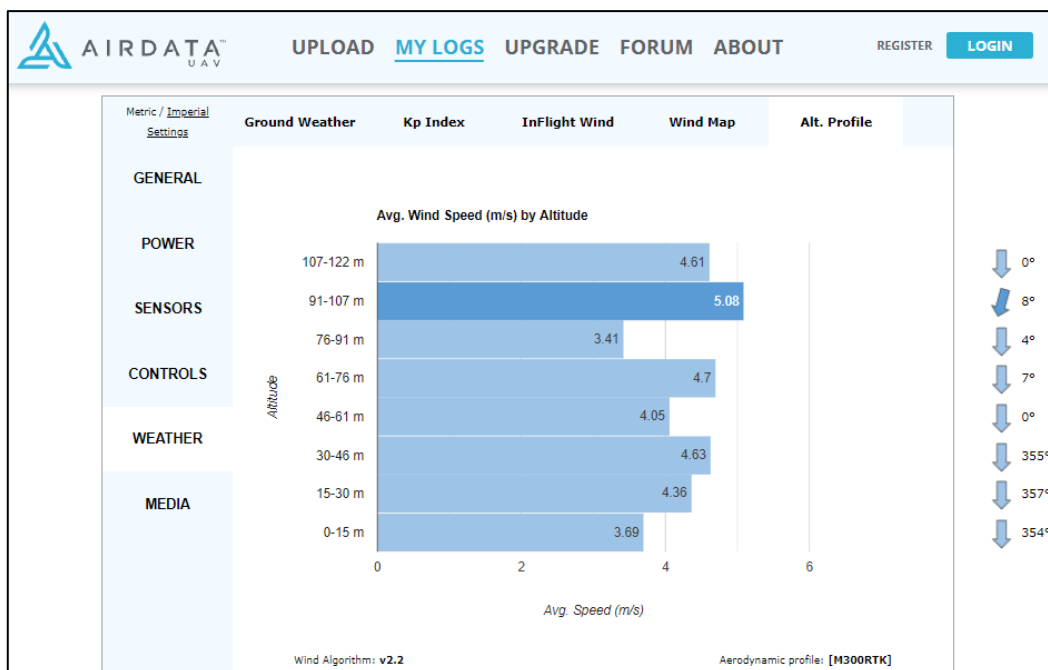 AIRDATA™
UAV
UPLOAD MY LOGS UPGRADE FORUM ABOUT REGISTER LOGIN
Metric / Imperial
Settings
Ground Weather Kp Index InFlight Wind Wind Map Alt. Profile
GENERAL
POWER
SENSORS
CONTROLS
WEATHER
MEDIA
Avg. Wind Speed (m/s) by Altitude
Altitude
107-122 m 4.61 0°
91-107 m 5.08 8°
76-91 m 3.41 4°
61-76 m 4.7 7°
46-61 m 4.05 0°
30-46 m 4.63 355°
15-30 m 4.36 357°
0-15 m 3.69 354°
0 2 4 6
Avg. Speed (m/s)
Wind Algorithm: v2.2 Aerodynamic profile: [M300RTK]